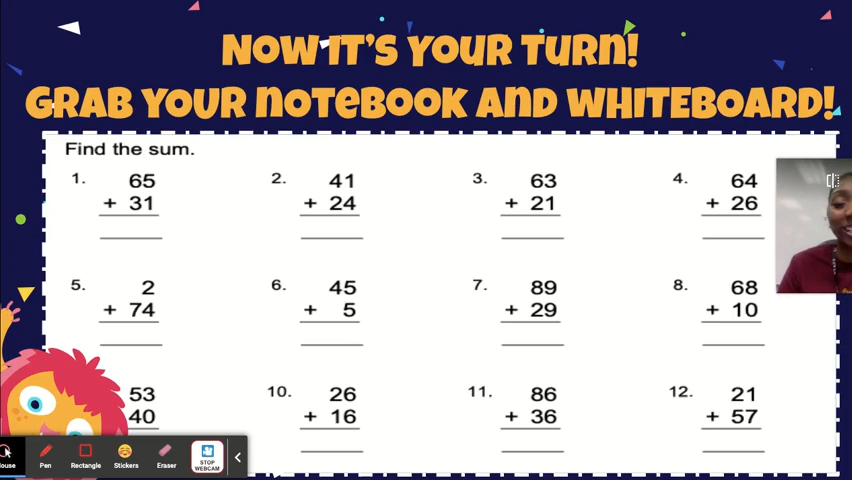 NOW IT'S YOUR TURN!
GRAB YOUR NOTEBOOK AND WHITEBOARD!
Find the sum.
1. 65 2. 41 3. 63 4. 64
+ 31 + 24 + 21 + 26
5. 2 6. 45 7. 89 8. 68
+ 74 + 5 + 29 + 10
53 10. 26 11. 86 12. 21
40 + 16 + 36 + 57
Pen Rectangle Stickers Eraser STOP
WEBCAM